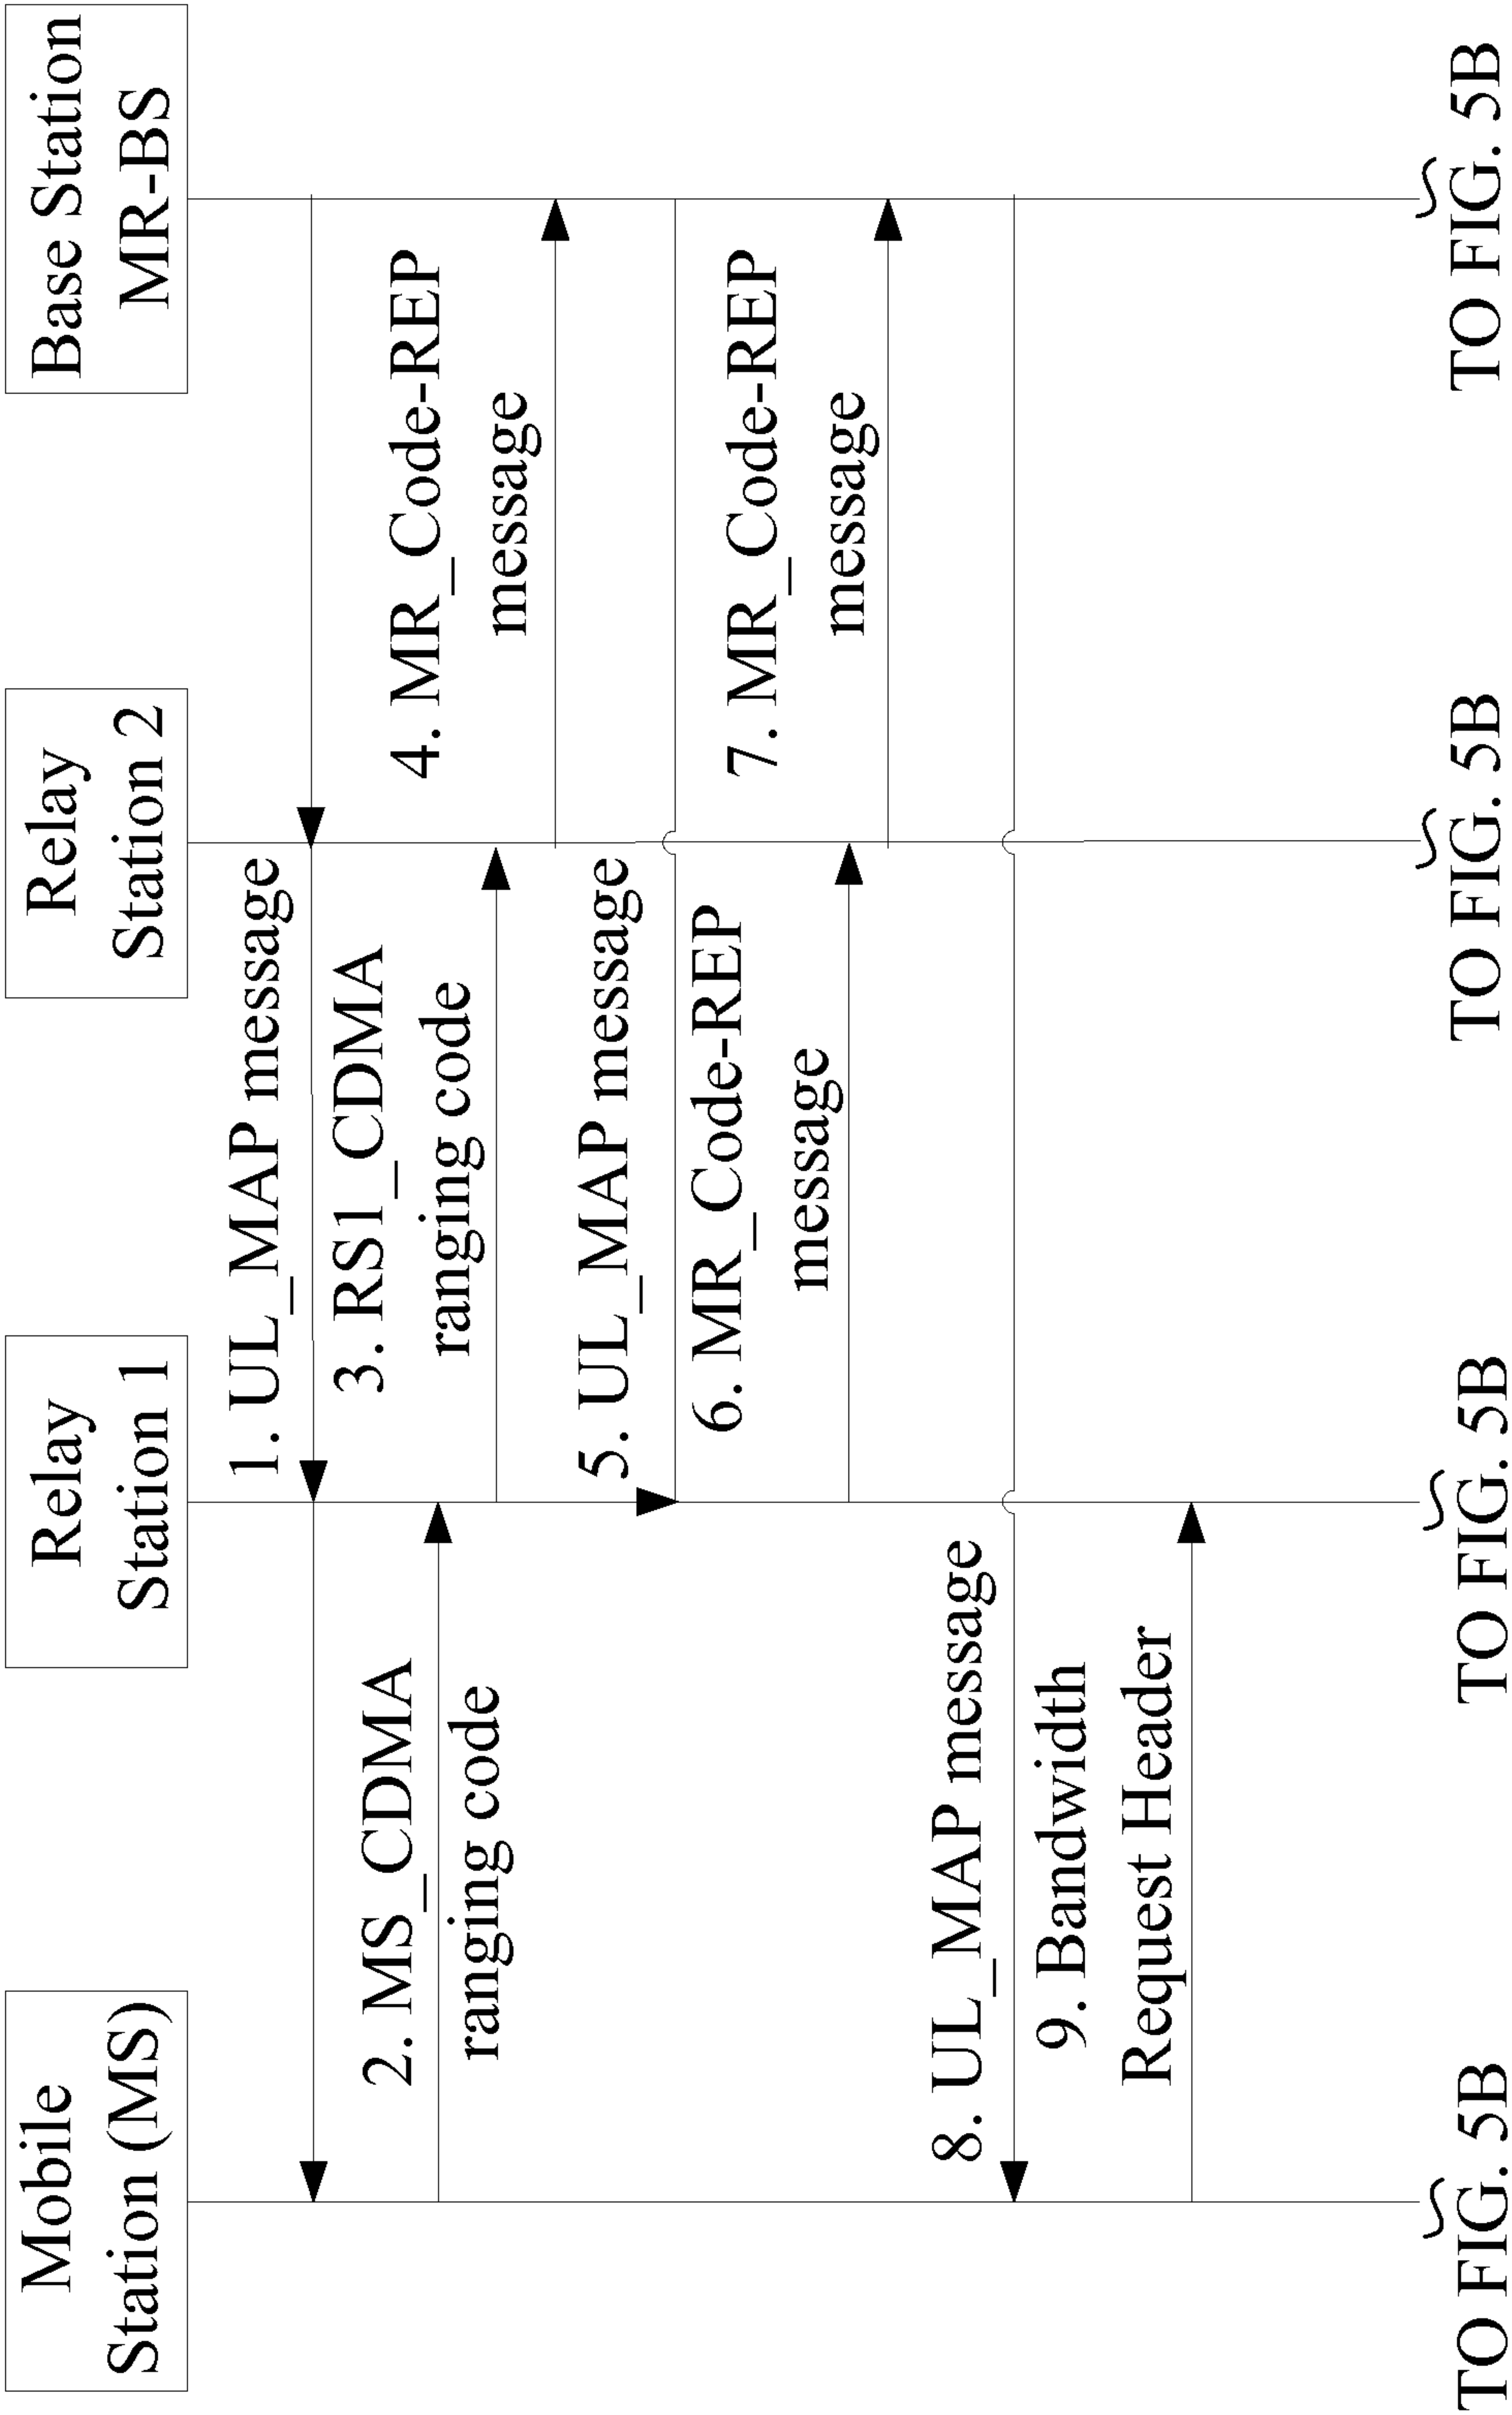 Mobile
Station (MS)
Relay
Station 1
Relay
Station 2
Base Station
MR-BS
1. UL_MAP message
2. MS_CDMA
ranging code
3. RS1_CDMA
ranging code
4. MR_Code-REP
message
5. UL_MAP message
6. MR_Code-REP
message
7. MR_Code-REP
message
8. UL_MAP message
9. Bandwidth
Request Header
TO FIG. 5B
TO FIG. 5B
TO FIG. 5B
TO FIG. 5B